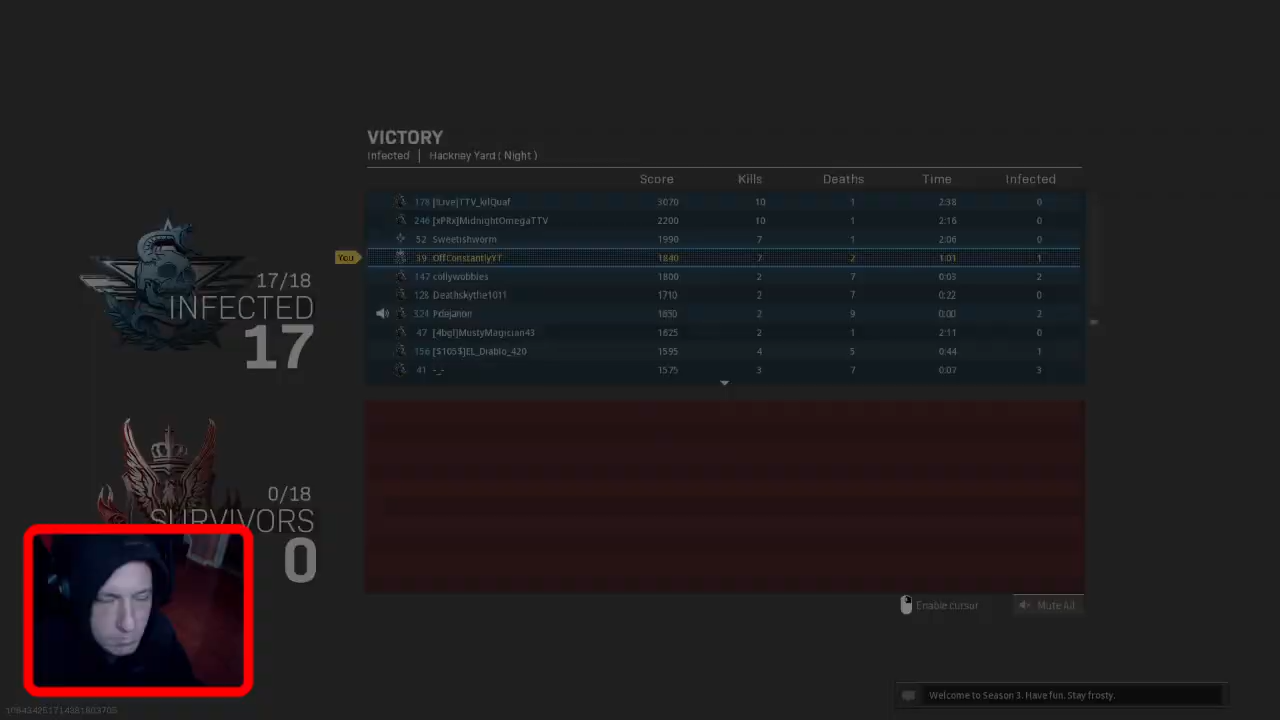 VICTORY
Infected | Hackney Yard ( Night )
Score Kills Deaths Time Infected
178 [!Live]TTV_kilQuaf 3070 10 1 2:38 0
246 [xPRx]MidnightOmegaTTV 2200 10 1 2:16 0
52 Sweetishworm 1990 7 1 2:06 0
You 39 OffConstantlyYT 1840 7 2 1:01 1
147 collywobbles 1800 2 7 0:03 2
128 Deathskythe1011 1710 2 7 0:22 0
324 Pdejanon 1650 2 9 0:00 2
47 [4bgl]MustyMagician43 1625 2 1 2:11 0
156 [$105$]EL_Diablo_420 1595 4 5 0:44 1
41 -_- 1575 3 7 0:07 3
17/18
INFECTED
17
0/18
SURVIVORS
0
Enable cursor
Mute All
Welcome to Season 3. Have fun. Stay frosty.